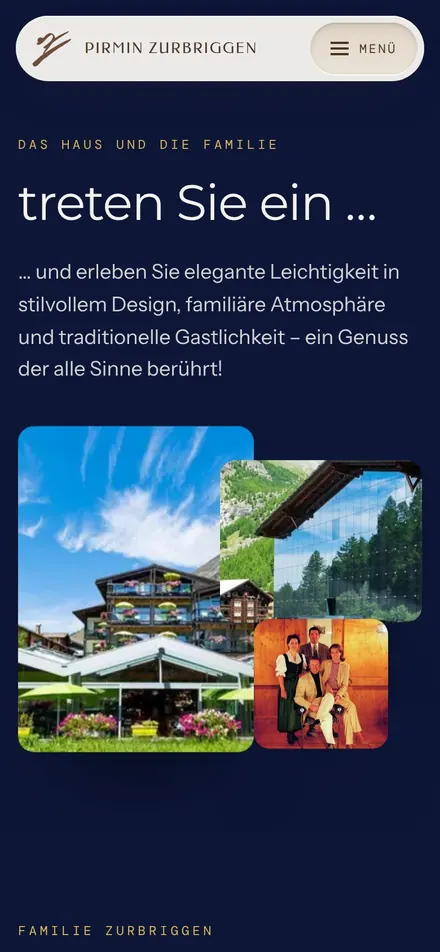 PIRMIN ZURBRIGGEN
MENÜ
DAS HAUS UND DIE FAMILIE
treten Sie ein ...
... und erleben Sie elegante Leichtigkeit in
stilvollem Design, familiäre Atmosphäre
und traditionelle Gastlichkeit – ein Genuss
der alle Sinne berührt!
FAMILIE ZURBRIGGEN